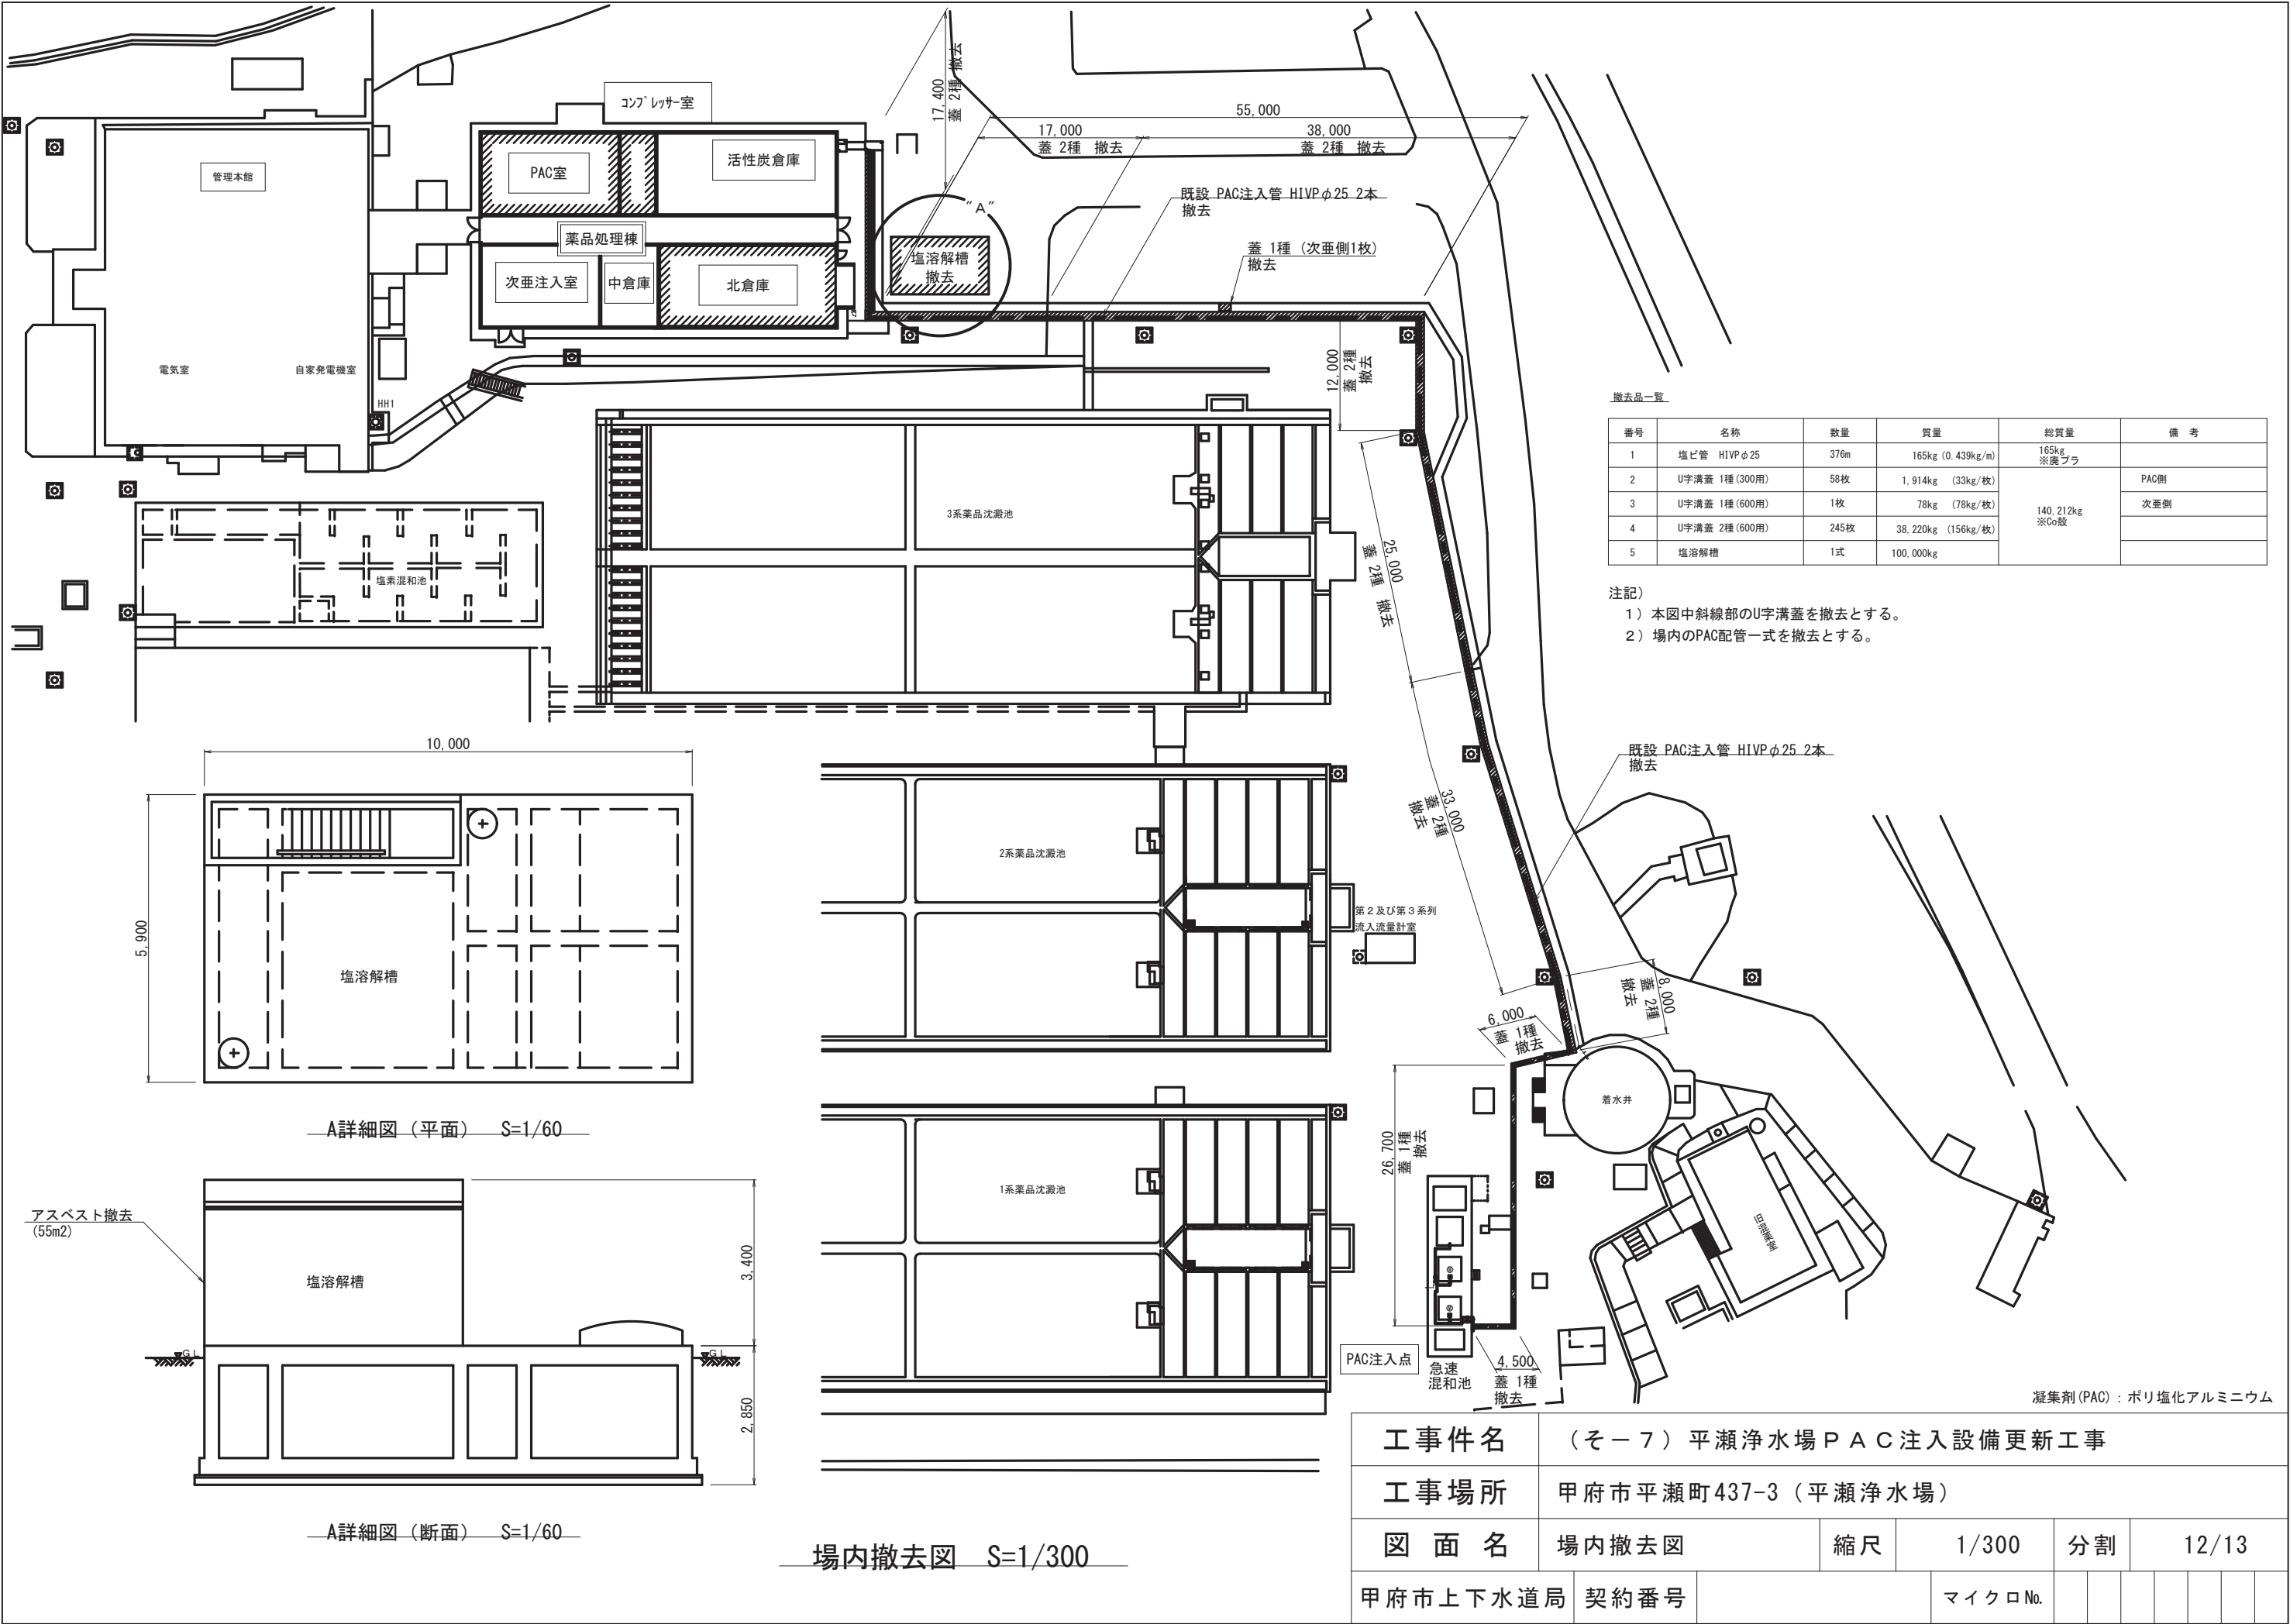 コンプレッサー室
管理本館
PAC室
活性炭倉庫
薬品処理棟
次亜注入室
中倉庫
北倉庫
電気室
自家発電機室
HH1
17,400
蓋 2種 撤去
"A"
塩溶解槽
撤去
55,000
17,000
蓋 2種 撤去
38,000
蓋 2種 撤去
既設 PAC注入管 HIVPφ25 2本
撤去
蓋 1種 (次亜側1枚)
撤去
12,000
蓋 2種
撤去
3系薬品沈澱池
塩素混和池
25,000
蓋 2種 撤去
33,000
蓋 2種
撤去
既設 PAC注入管 HIVPφ25 2本
撤去
撤去品一覧
番号 名称 数量 質量 総質量 備 考
1 塩ビ管 HIVPφ25 376m 165kg (0.439kg/m) 165kg
※廃プラ
2 U字溝蓋 1種(300用) 58枚 1,914kg (33kg/枚) PAC側
3 U字溝蓋 1種(600用) 1枚 78kg (78kg/枚) 次亜側
140,212kg
※Co殻
4 U字溝蓋 2種(600用) 245枚 38,220kg (156kg/枚)
5 塩溶解槽 1式 100,000kg
注記)
1) 本図中斜線部のU字溝蓋を撤去とする。
2) 場内のPAC配管一式を撤去とする。
10,000
5,900
塩溶解槽
A詳細図(平面) S=1/60
アスベスト撤去
(55m2)
塩溶解槽
3,400
2,850
GL
GL
A詳細図(断面) S=1/60
2系薬品沈澱池
第2及び第3系列
流入流量計室
1系薬品沈澱池
8,000
蓋 2種
撤去
6,000
蓋 1種
撤去
着水井
26,700
蓋 1種
撤去
旧混薬室
PAC注入点
急速
混和池
4,500
蓋 1種
撤去
場内撤去図 S=1/300
凝集剤(PAC):ポリ塩化アルミニウム
工事件名 (そ-7)平瀬浄水場PAC注入設備更新工事
工事場所 甲府市平瀬町437-3(平瀬浄水場)
図面名 場内撤去図 縮尺 1/300 分割 12/13
甲府市上下水道局 契約番号 マイクロ№